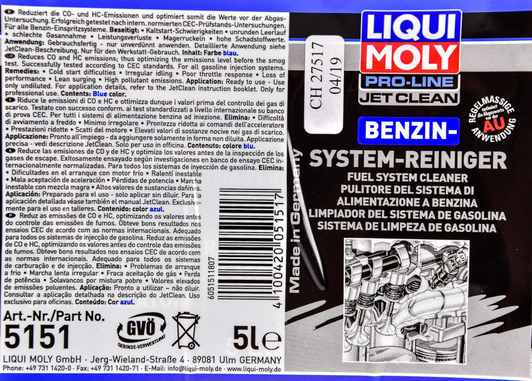 Reduziert die CO- und HC-Emissionen und optimiert somit die Werte vor der Abgas-
Untersuchung. Erfolgreich getestet nach intern. normierten CEC-Prüfstands-Untersuchungen.
Für alle Benzin-Einspritzsysteme. Beseitigt: • Kaltstart-Schwierigkeiten • unrunden Leerlauf
• schlechte Gasannahme • Leistungsverluste • Magerruckeln • hohe Schadstoffwerte.
Anwendung: Gebrauchsfertig - nur unverdünnt anwenden. Detaillierte Anwendung siehe
JetClean-Beschreibung. Nur für den Werkstatt-Gebrauch. Inhalt: Farbe blau.
Reduces CO and HC emissions; thus optimizing the emissions level before the smog
test. Successfully tested according to CEC standards. For all gasoline injection systems.
Remedies: • Cold start difficulties • Irregular idling • Poor throttle response • Loss of
performance • Lean surging • High pollutant emissions. Application: Ready to use - Use
only undiluted. For application details, refer to the JetClean instruction booklet. Only for
professional use. Contents: Blue color.
Riduce le emissioni di CO e HC e ottimizza dunque i valori prima del controllo dei gas di
scarico. Testato con successo conform. ai test standardizzati a livello internazionale su banco
di prova CEC. Per tutti i sistemi di alimentazione benzina ad iniezione. Elimina: • Difficoltà
di avviamento a freddo • Minimo irregolare • Prontezza ridotta ai comandi dell'acceleratore
• Prestazioni ridotte • Scatti del motore • Elevati valori di sostanze nocive nei gas di scarico.
Applicazione: Pronto all'impiego - da aggiungere solamente in forma non diluita. Applicazione
precisa - vedi descrizione JetClean. Solo per uso in officina. Contenuto: colore blu.
Reduce las emisiones de CO y HC y optimiza los valores antes de la inspección de los
gases de escape. Exitosamente ensayado según investigaciones en banco de ensayo CEC in-
ternacionalmente normalizadas. Para todos los sistemas de inyección de gasolina. Elimina:
• Dificultades en el arranque con motor frío • Ralenti inestable
• Mala aceptación de aceleración • Pérdidas de potencia • March
inestable con mezcla magra • Altos valores de sustancias dañin
Aplicación: Preparado para el uso - solo aplicar sin diluir. Para la
aplicación detallada véase también el manual JetClean. Exclusiv
mente para el uso en talleres. Contenido: color azul.
Reduz as emissões de CO e HC, optimizando os valores antes
do controle das emissões de fumos. Obteve bons resultados nos
ensaios CEC de acordo com as normas internacionais. Adequado
para todos os sistemas de injeção de gasolina. Reduz as emissões
de CO e HC, optimizando os valores antes do controle das emissões
de fumos. Obteve bons resultados nos ensaios CEC de acordo com
as normas internacionais. Adequado para todos os sistemas
de carburação e de injeção. Elimina: • Problemas de arranque
a frio • Marcha lenta irregular • Fraca aceitação de gás • Perda
de potência • Solavancos por mistura pobre • Valores elevados
de emissões poluentes. Aplicação: Pronto a utilizar - não diluir.
Consultar a aplicação detalhada na descrição do JetClean. Uso
exclusivo para oficinas. Conteúdo: Cor azul.
Art.-Nr./Part No.
5151
GVÖ
GEBINDE-VERWERTUNG
5l e
LIQUI MOLY GmbH · Jerg-Wieland-Straße 4 · 89081 Ulm GERMANY
Phone: +49 731 1420-0 · Fax: +49 731 1420-71 · E-Mail: info@liqui-moly.de · www.liqui-moly.de
605151807
4 100420 051517
Made in Germany
CH 27517
04/19
LIQUI
MOLY
PRO-LINE
JET CLEAN
REGELMÄSSIGE
AU
ANWENDUNG
BENZIN-
SYSTEM-REINIGER
FUEL SYSTEM CLEANER
PULITORE DEL SISTEMA DI
ALIMENTAZIONE A BENZINA
LIMPIADOR DEL SISTEMA DE GASOLINA
SISTEMA DE LIMPEZA DE GASOLINA